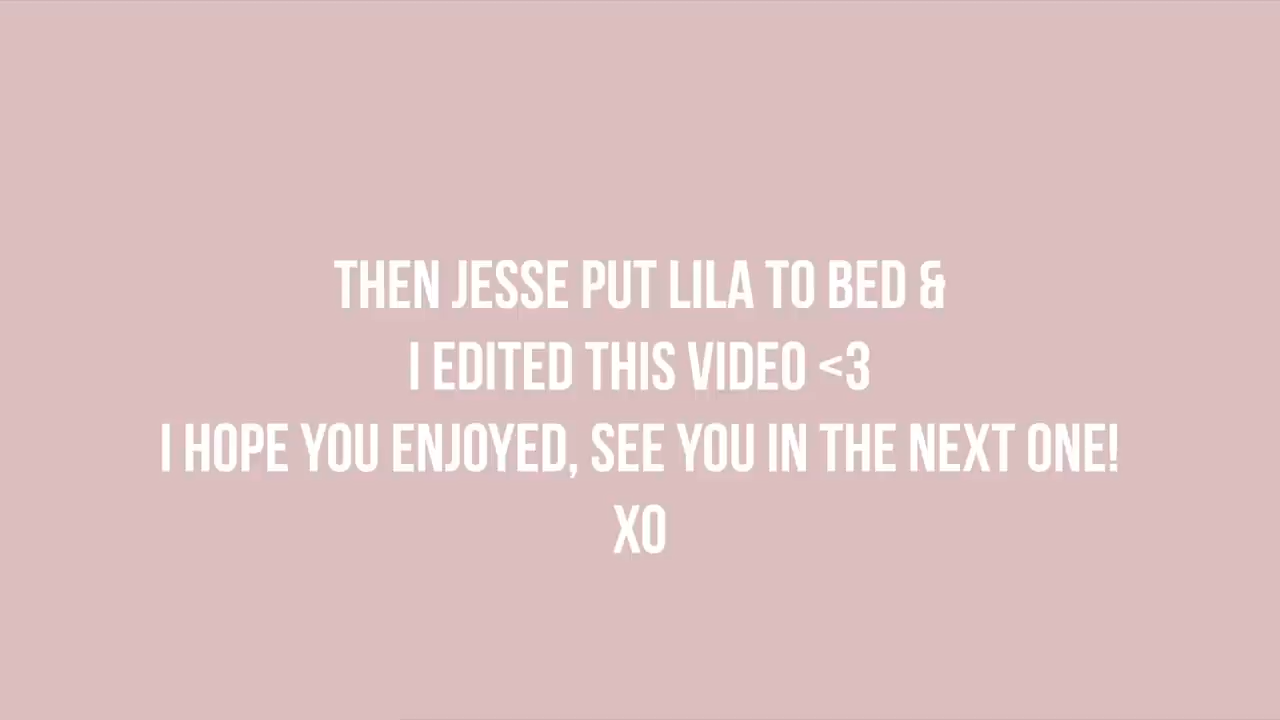 THEN JESSE PUT LILA TO BED &
I EDITED THIS VIDEO <3
I HOPE YOU ENJOYED, SEE YOU IN THE NEXT ONE!
XO